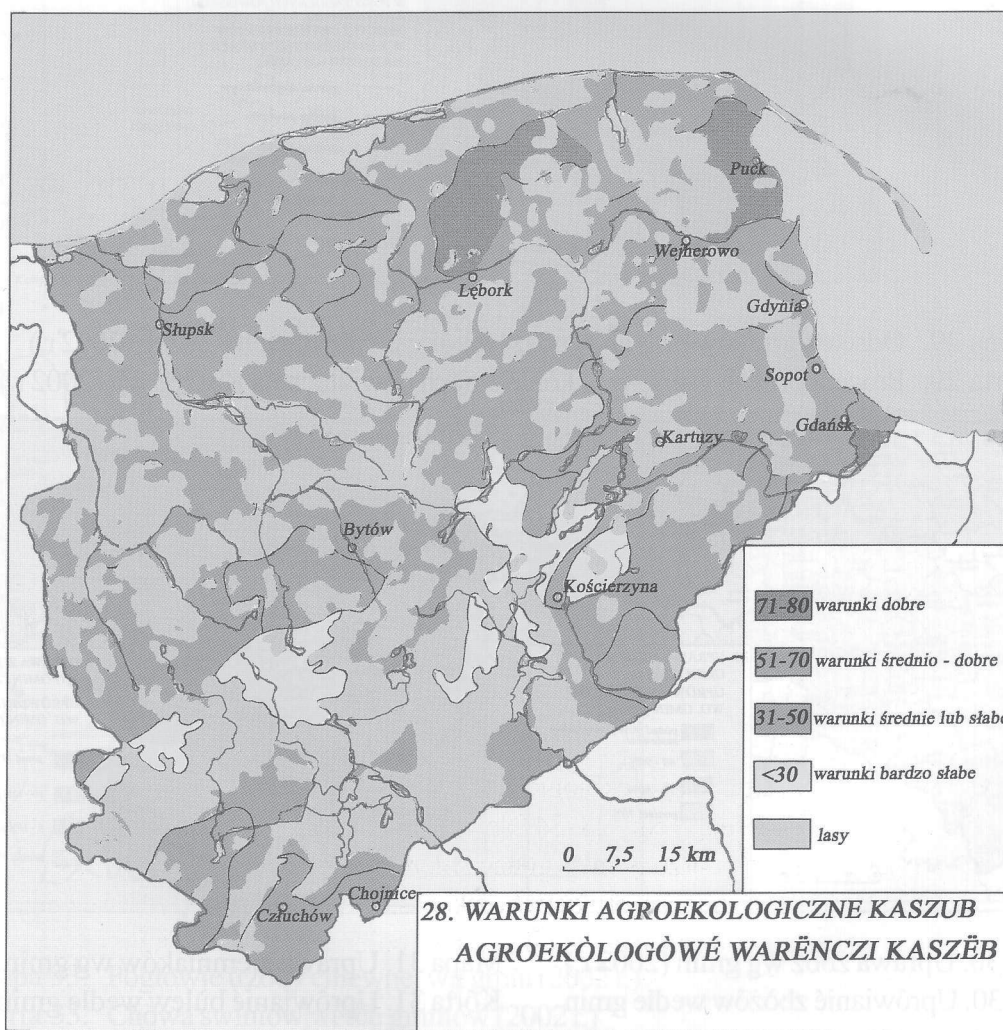 Puck
Wejherowo
Lębork
Gdynia
Słupsk
Sopot
Gdańsk
Kartuzy
Bytów
Kościerzyna
71-80 warunki dobre
51-70 warunki średnio - dobre
31-50 warunki średnie lub słabe
<30 warunki bardzo słabe
lasy
0 7,5 15 km
Chojnice
Człuchów
28. WARUNKI AGROEKOLOGICZNE KASZUB
AGROEKÒLOGÒWÉ WARËNCZI KASZËB